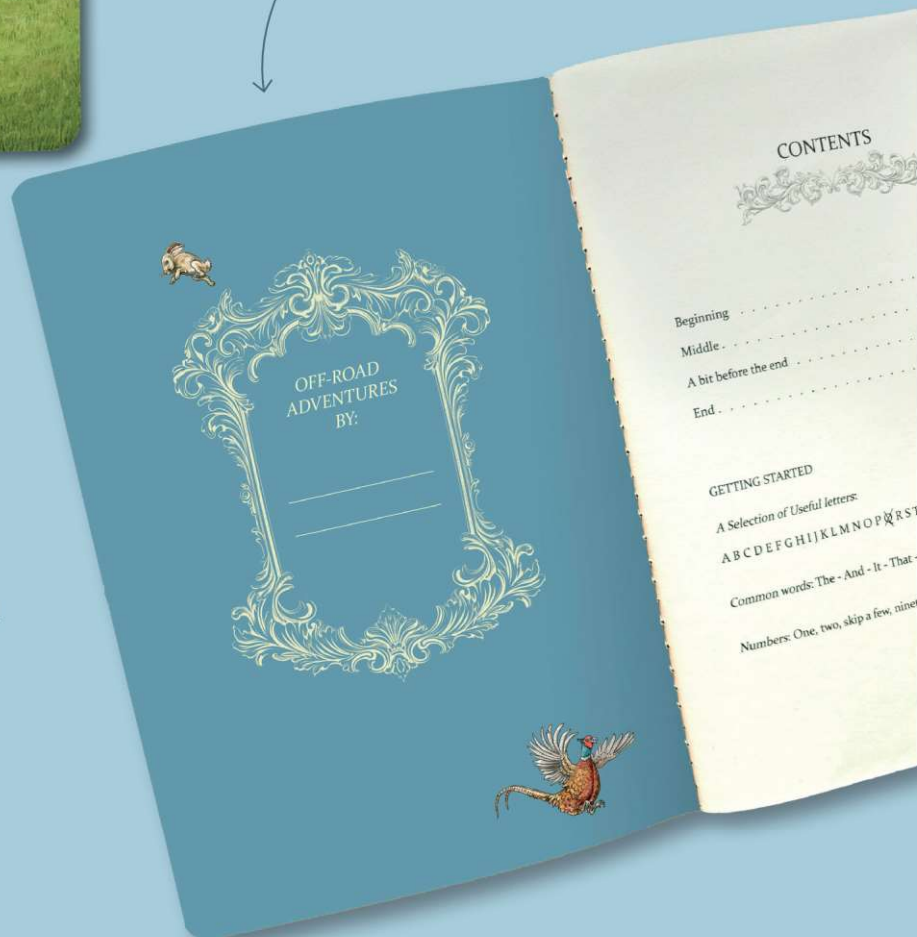 OFF-ROAD
ADVENTURES
BY:
CONTENTS
Beginning . . . . . . . . . . . . . . .
Middle . . . . . . . . . . . . . . . .
A bit before the end . . . . . . . . . . .
End . . . . . . . . . . . . . . . .
GETTING STARTED
A Selection of Useful letters:
A B C D E F G H I J K L M N O P Q R S T
Common words: The - And - It - That -
Numbers: One, two, skip a few,